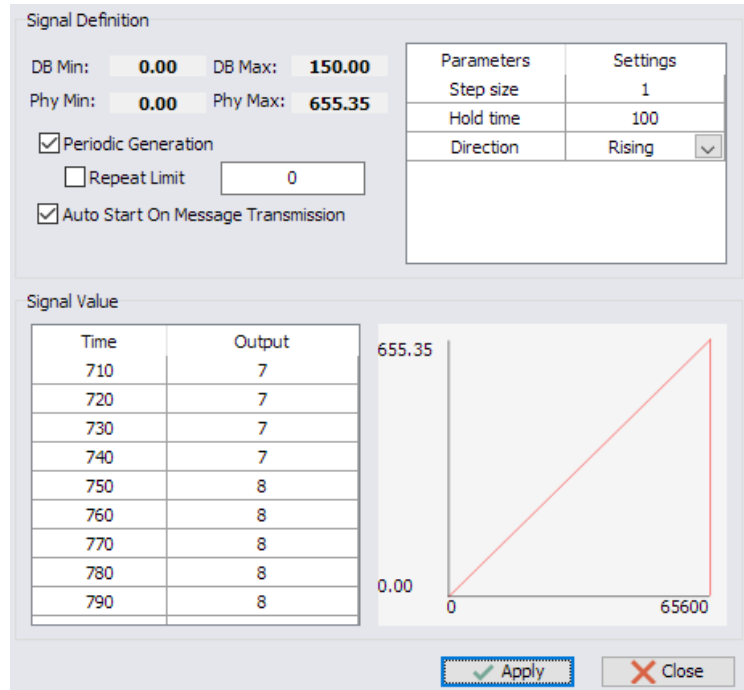 Signal Definition
DB Min: 0.00 DB Max: 150.00
Phy Min: 0.00 Phy Max: 655.35
Periodic Generation
Repeat Limit 0
Auto Start On Message Transmission
Parameters Settings
Step size 1
Hold time 100
Direction Rising
Signal Value
Time Output
710 7
720 7
730 7
740 7
750 8
760 8
770 8
780 8
790 8
655.35
0.00
0 65600
Apply Close